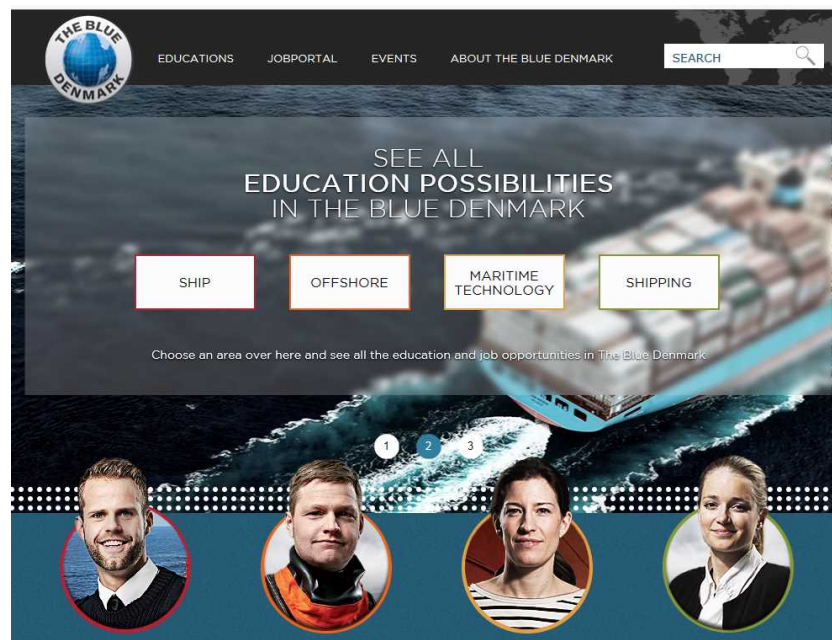 THE BLUE
DENMARK
EDUCATIONS
JOBPORTAL
EVENTS
ABOUT THE BLUE DENMARK
SEARCH
SEE ALL
EDUCATION POSSIBILITIES
IN THE BLUE DENMARK
SHIP
OFFSHORE
MARITIME
TECHNOLOGY
SHIPPING
Choose an area over here and see all the education and job opportunities in The Blue Denmark
1
2
3